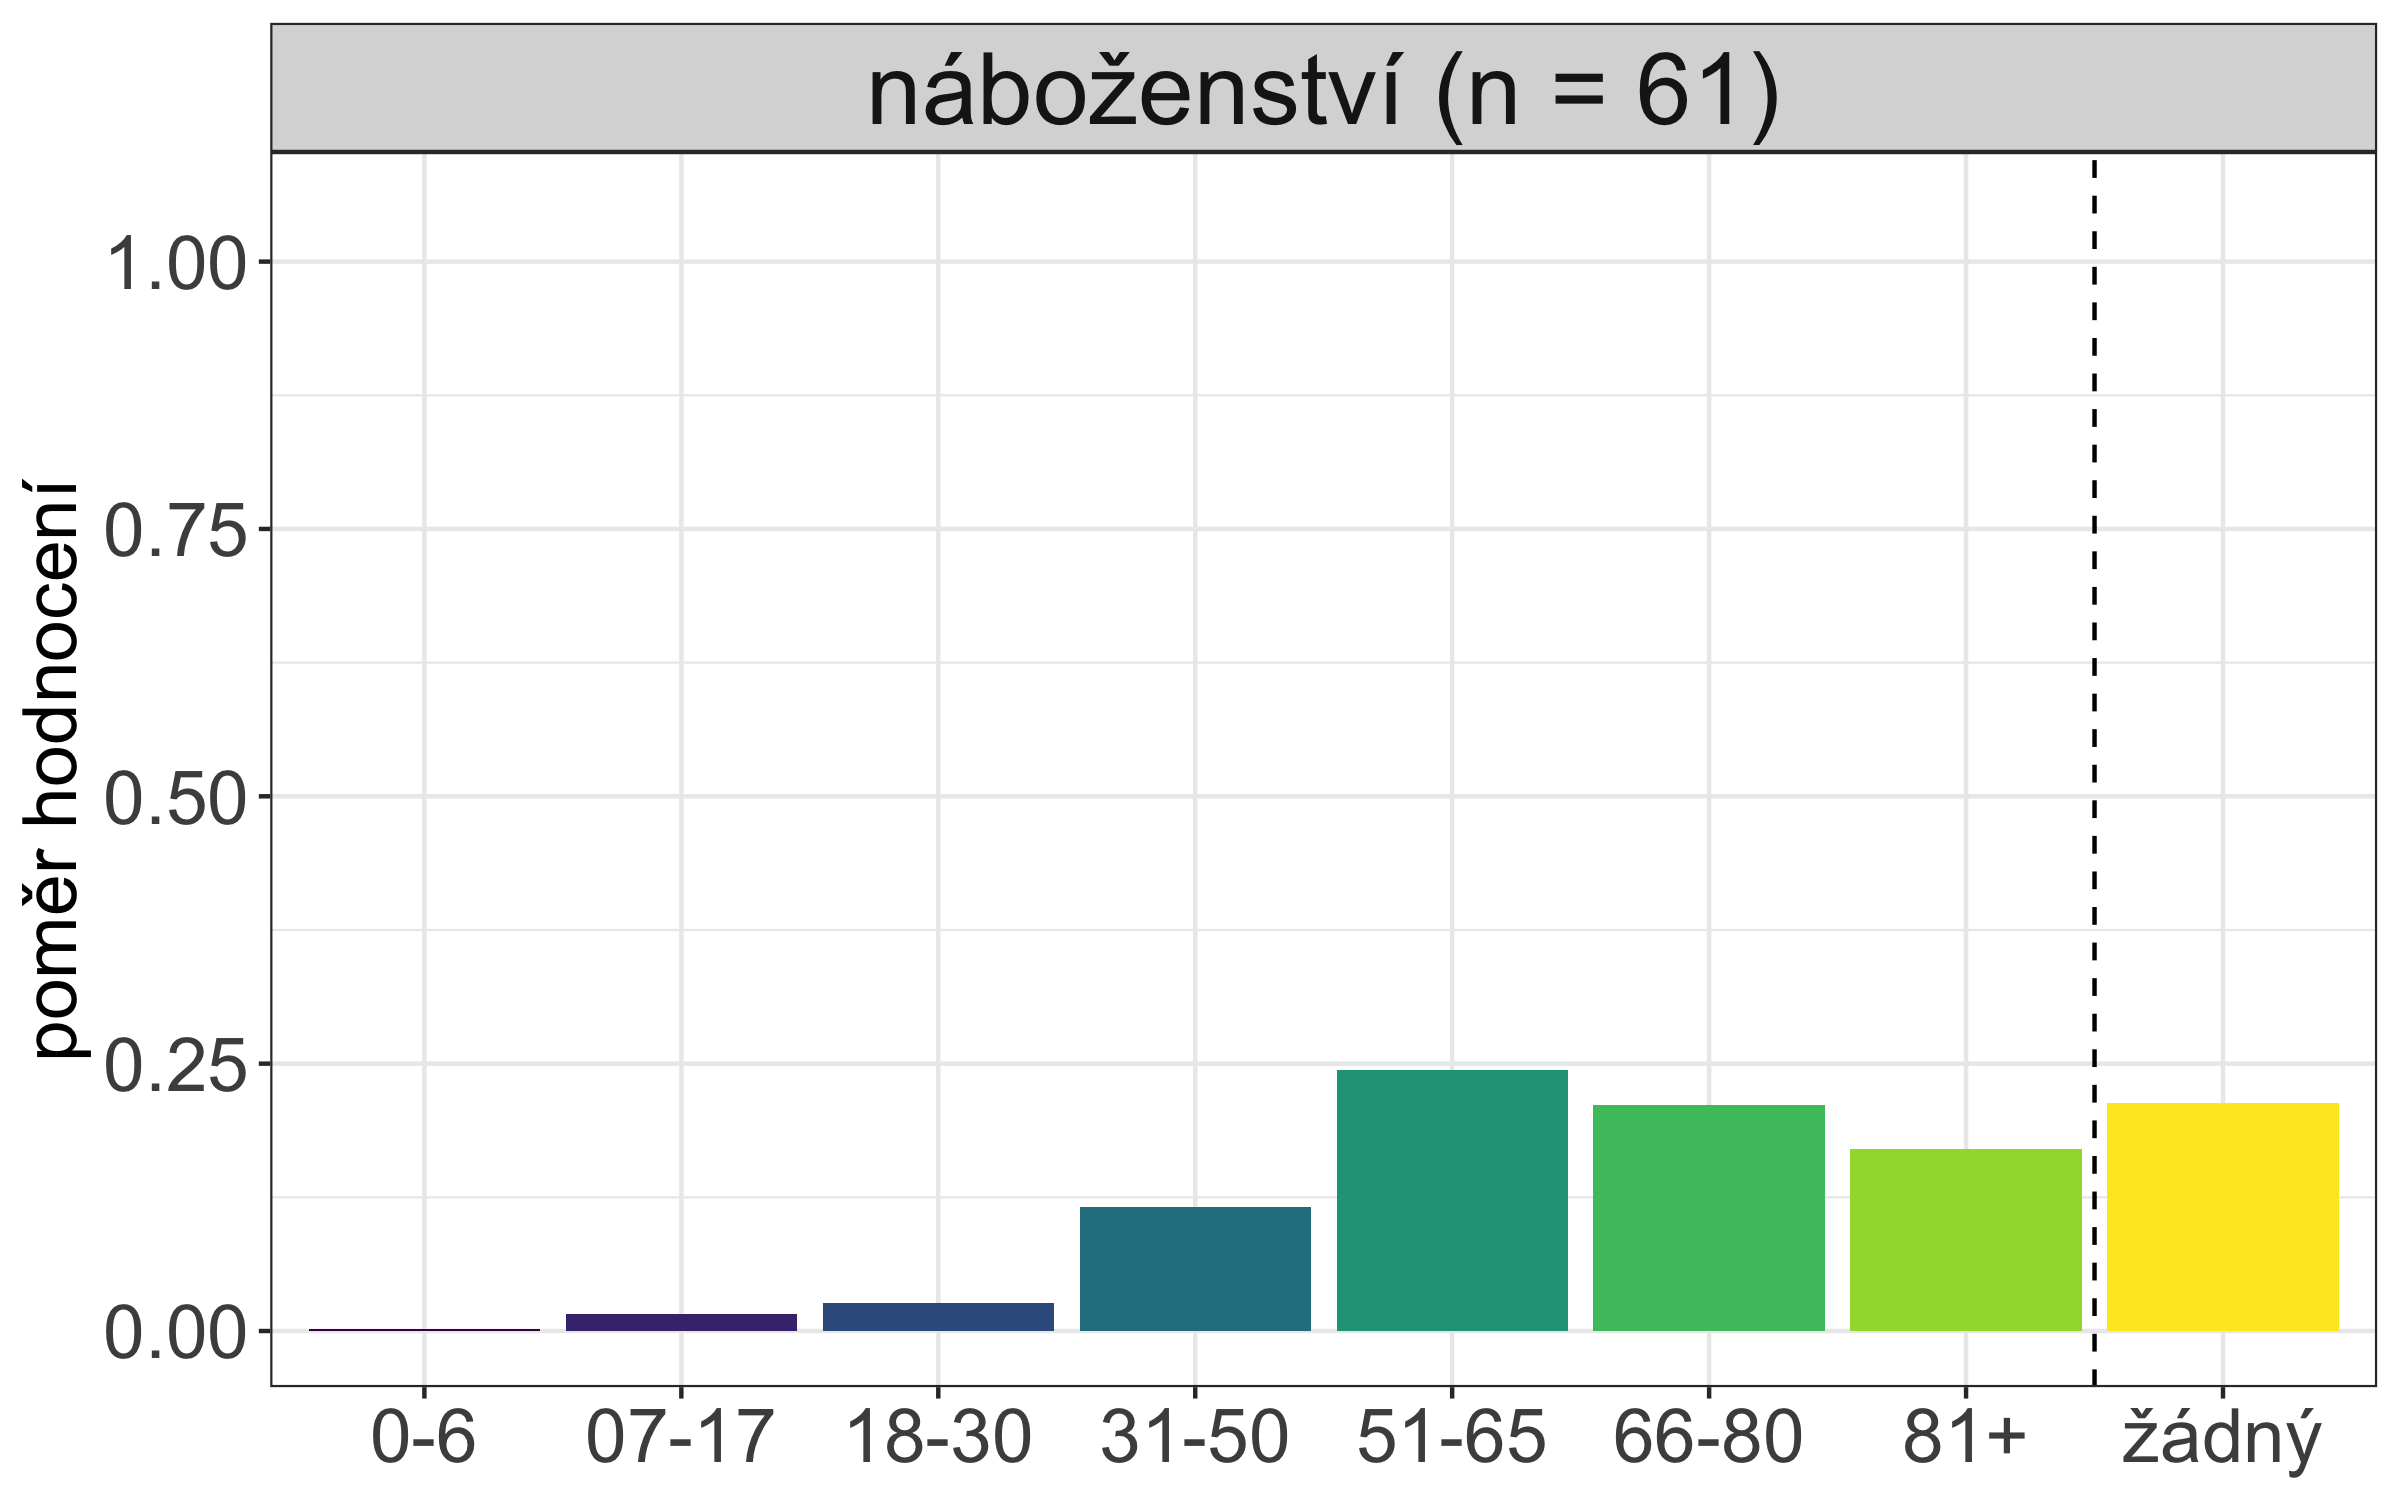 náboženství (n = 61)
poměr hodnocení
1.00
0.75
0.50
0.25
0.00
0-6 07-17 18-30 31-50 51-65 66-80 81+ žádný